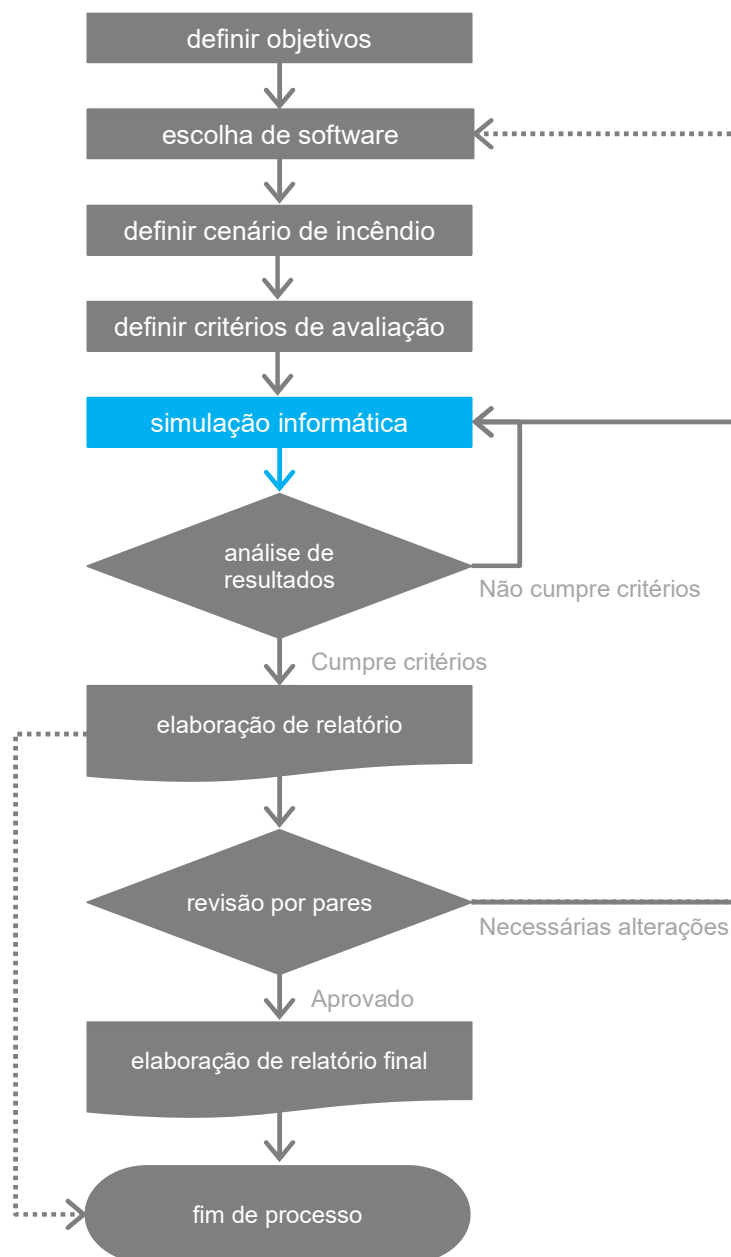 definir objetivos
escolha de software
definir cenário de incêndio
definir critérios de avaliação
simulação informática
análise de
resultados
Não cumpre critérios
Cumpre critérios
elaboração de relatório
revisão por pares
Necessárias alterações
Aprovado
elaboração de relatório final
fim de processo